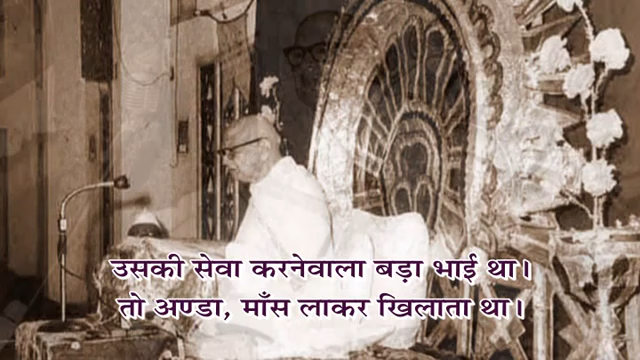 उसकी सेवा करनेवाला बड़ा भाई था।
तो अण्डा, माँस लाकर खिलाता था।